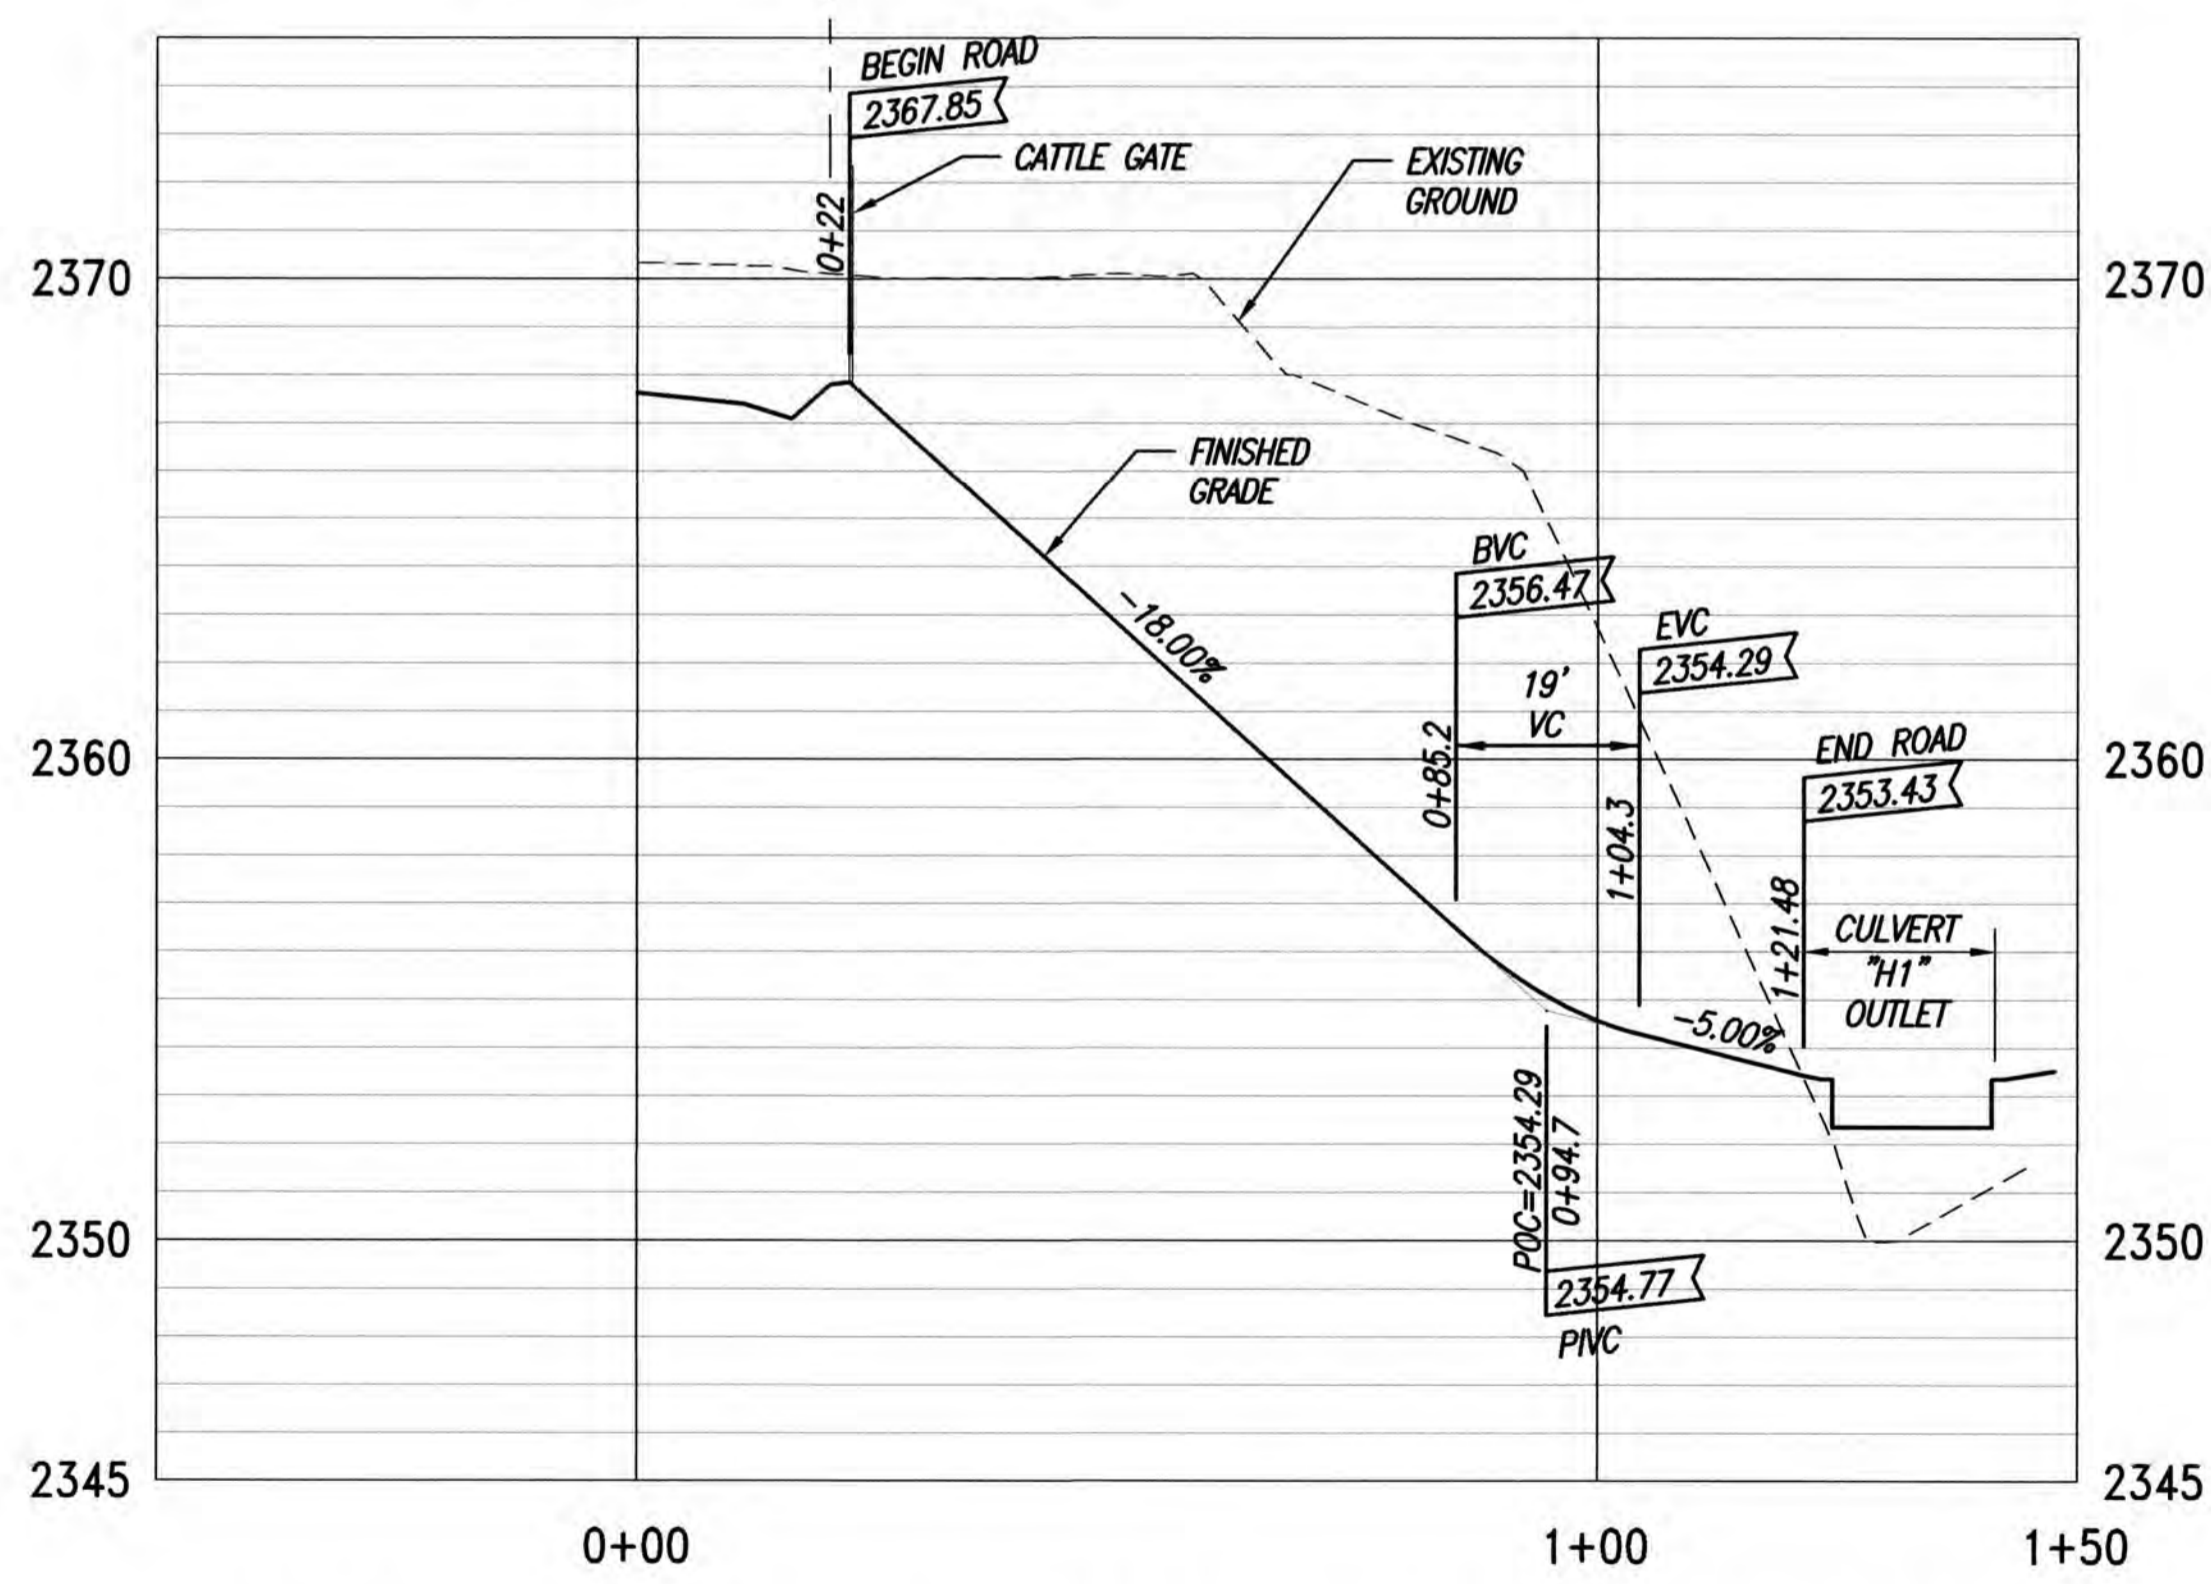 BEGIN ROAD
2367.85
CATTLE GATE
EXISTING
GROUND
0+22
2370
2370
FINISHED
GRADE
-18.00%
BVC
2356.47
EVC
2354.29
19'
VC
0+85.2
1+04.3
END ROAD
2353.43
2360
2360
1+21.48
CULVERT
"H1"
OUTLET
-5.00%
POC=2354.29
0+94.7
2354.77
PIVC
2350
2350
2345
2345
0+00
1+00
1+50